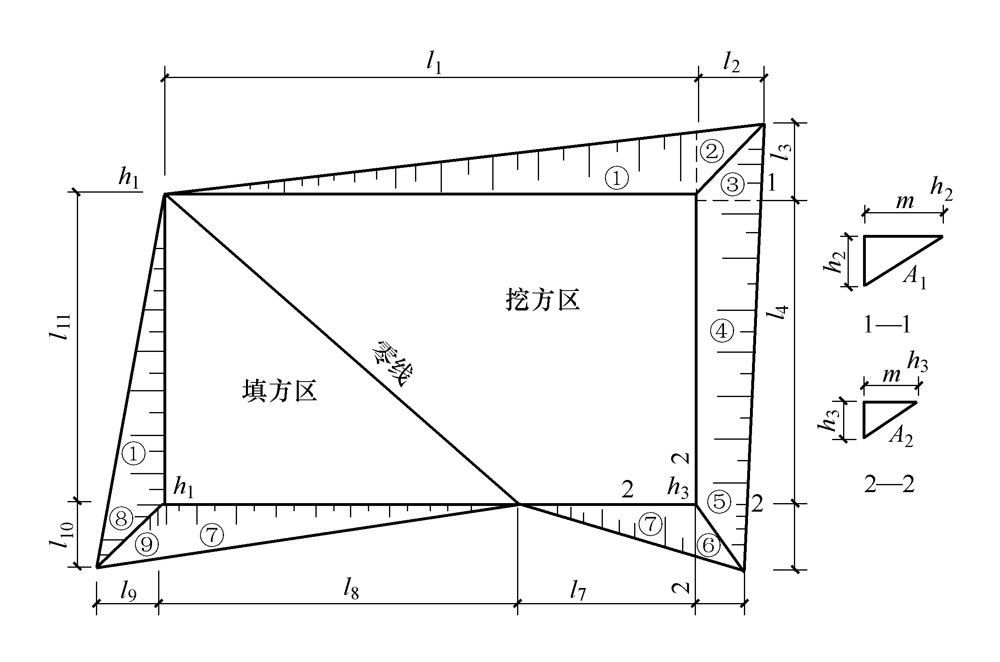 l1
l2
l3
h1
②
①
③
1
h2
m
h2
A1
1—1
l11
挖方区
④
l4
零线
填方区
h3
m
h3
A2
2—2
①
2
h1
2
h3
⑤
2
⑧
⑦
⑦
⑨
⑥
l10
l9
l8
l7
2